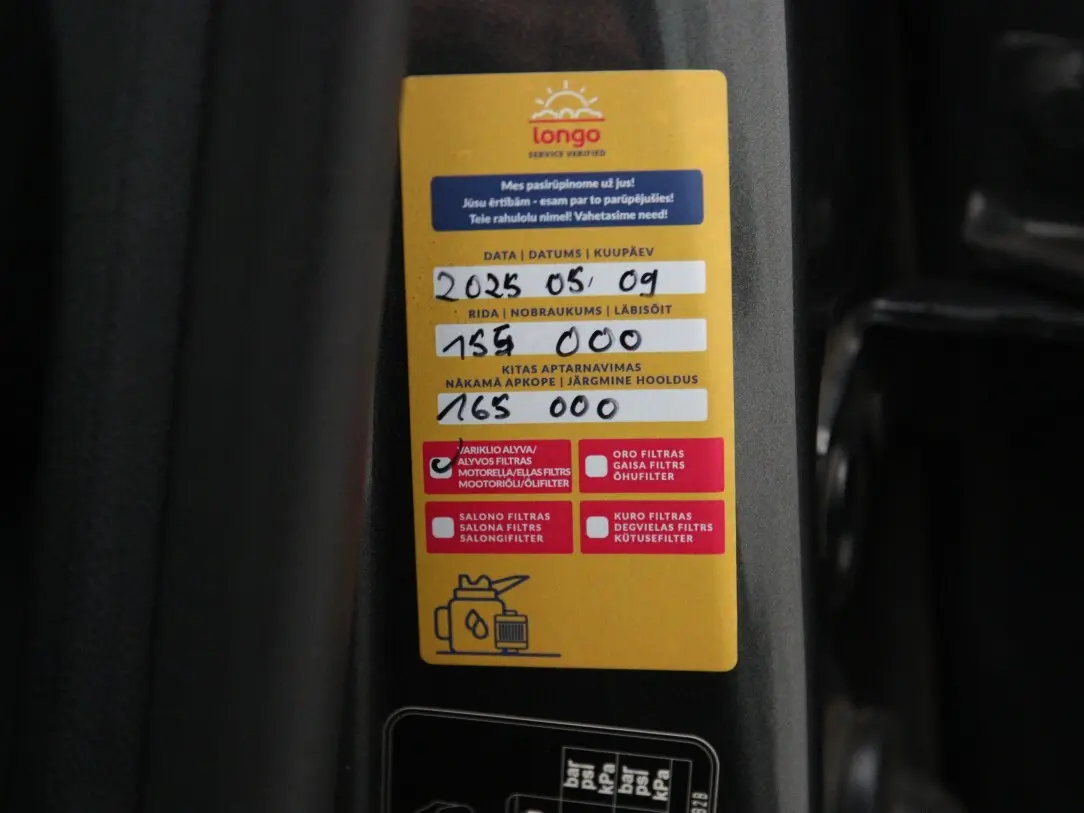 longo
SERVICE VERIFIED
Mes pasirūpinome už jus!
Jūsu ērtībām - esam par to parūpējušies!
Teie rahulolu nimel! Vahetasime need!
DATA | DATUMS | KUUPÄEV
2025 05 09
RIDA | NOBRAUKUMS | LÄBISÕIT
000
KITAS APTARNAVIMAS
NĀKAMĀ APKOPE | JÄRGMINE HOOLDUS
165 000
VARIKLIO ALYVA/
ALYVOS FILTRAS
MOTOREĻĻA/EĻĻAS FILTRS
MOOTORIÕLI/ÕLIFILTER
ORO FILTRAS
GAISA FILTRS
ÕHUFILTER
SALONO FILTRAS
SALONA FILTRS
SALONGIFILTER
KURO FILTRAS
DEGVIELAS FILTRS
KÜTUSEFILTER
bar
psi
kPa
bar
psi
kPa